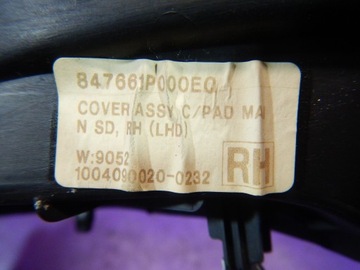 847661P000EQ
COVER ASSY C/PAD MA
N SD, RH (LHD)
W:9052
1004090020-0232
RH